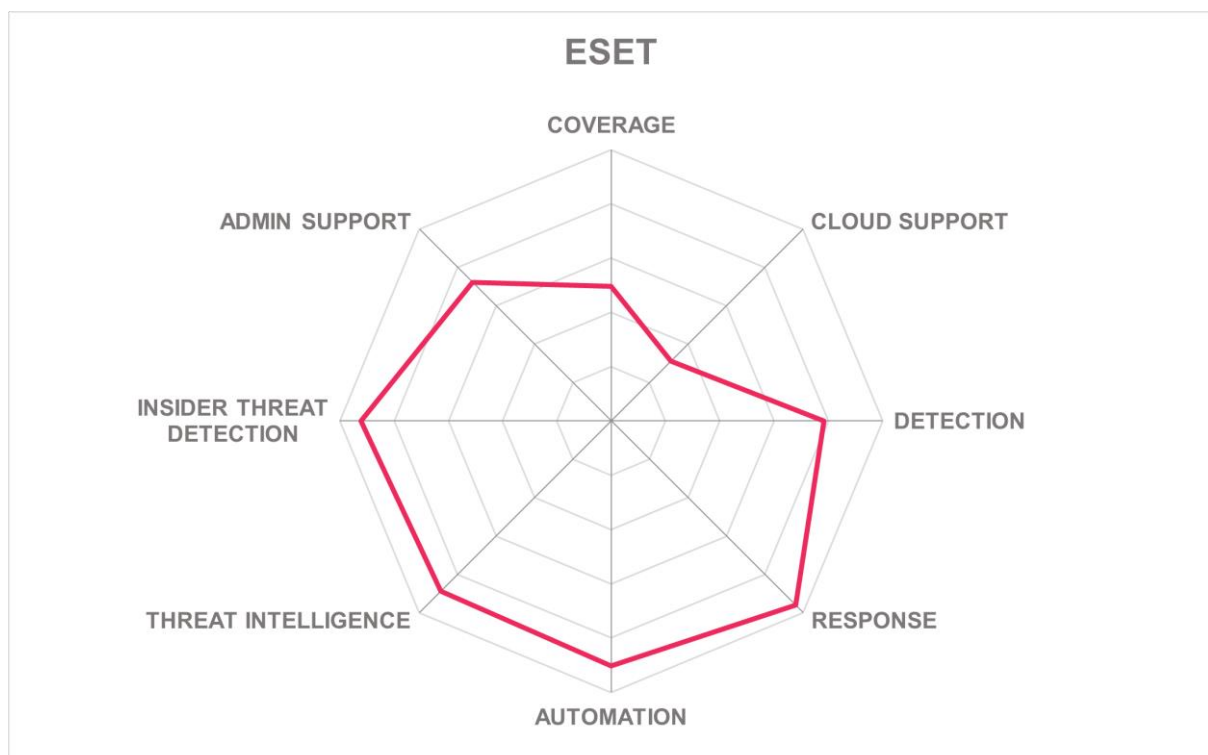 ESET
COVERAGE
ADMIN SUPPORT
CLOUD SUPPORT
INSIDER THREAT
DETECTION
DETECTION
THREAT INTELLIGENCE
RESPONSE
AUTOMATION